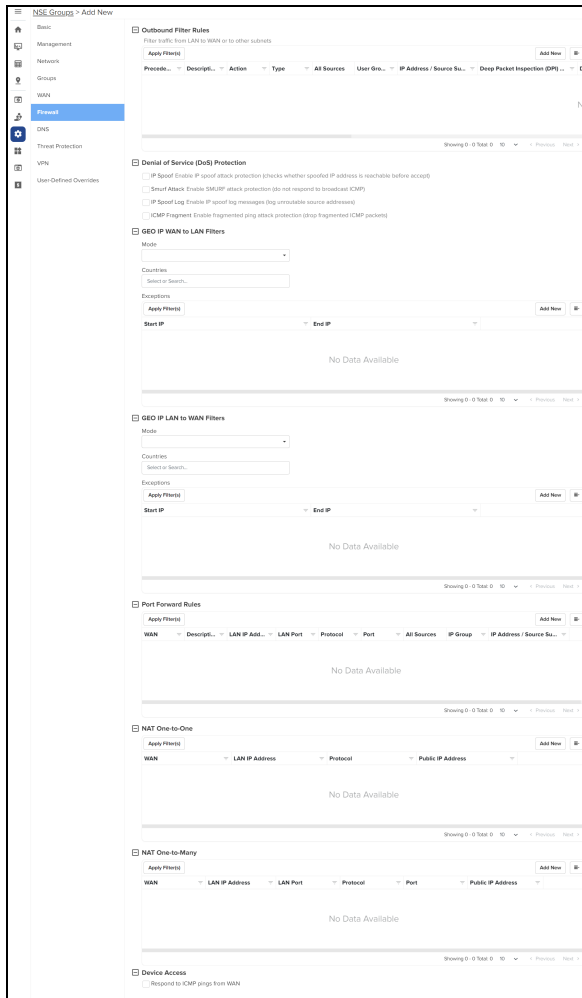 NSE Groups > Add New
Basic
Management
Network
Groups
WAN
Firewall
DNS
Threat Protection
VPN
User-Defined Overrides
Outbound Filter Rules
Filter traffic from LAN to WAN or to other subnets
Apply Filter(s) Add New
Precede... Descripti... Action Type All Sources User Gro... IP Address / Source Su... Deep Packet Inspection (DPI) ...
Showing 0 - 0 Total: 0 10 < Previous Next >
Denial of Service (DoS) Protection
IP Spoof Enable IP spoof attack protection (checks whether spoofed IP address is reachable before accept)
Smurf Attack Enable SMURF attack protection (do not respond to broadcast ICMP)
IP Spoof Log Enable IP spoof log messages (log unroutable source addresses)
ICMP Fragment Enable fragmented ping attack protection (drop fragmented ICMP packets)
GEO IP WAN to LAN Filters
Mode
Countries
Select or Search...
Exceptions
Apply Filter(s) Add New
Start IP End IP
No Data Available
Showing 0 - 0 Total: 0 10 < Previous Next >
GEO IP LAN to WAN Filters
Mode
Countries
Select or Search...
Exceptions
Apply Filter(s) Add New
Start IP End IP
No Data Available
Showing 0 - 0 Total: 0 10 < Previous Next >
Port Forward Rules
Apply Filter(s) Add New
WAN Descripti... LAN IP Add... LAN Port Protocol Port All Sources IP Group IP Address / Source Su...
No Data Available
Showing 0 - 0 Total: 0 10 < Previous Next >
NAT One-to-One
Apply Filter(s) Add New
WAN LAN IP Address Protocol Public IP Address
No Data Available
Showing 0 - 0 Total: 0 10 < Previous Next >
NAT One-to-Many
Apply Filter(s) Add New
WAN LAN IP Address LAN Port Protocol Port Public IP Address
No Data Available
Showing 0 - 0 Total: 0 10 < Previous Next >
Device Access
Respond to ICMP pings from WAN